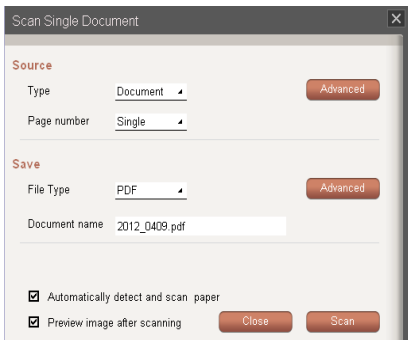 Scan Single Document
Source
Type Document Advanced
Page number Single
Save
File Type PDF Advanced
Document name 2012_0409.pdf
Automatically detect and scan paper
Preview image after scanning Close Scan